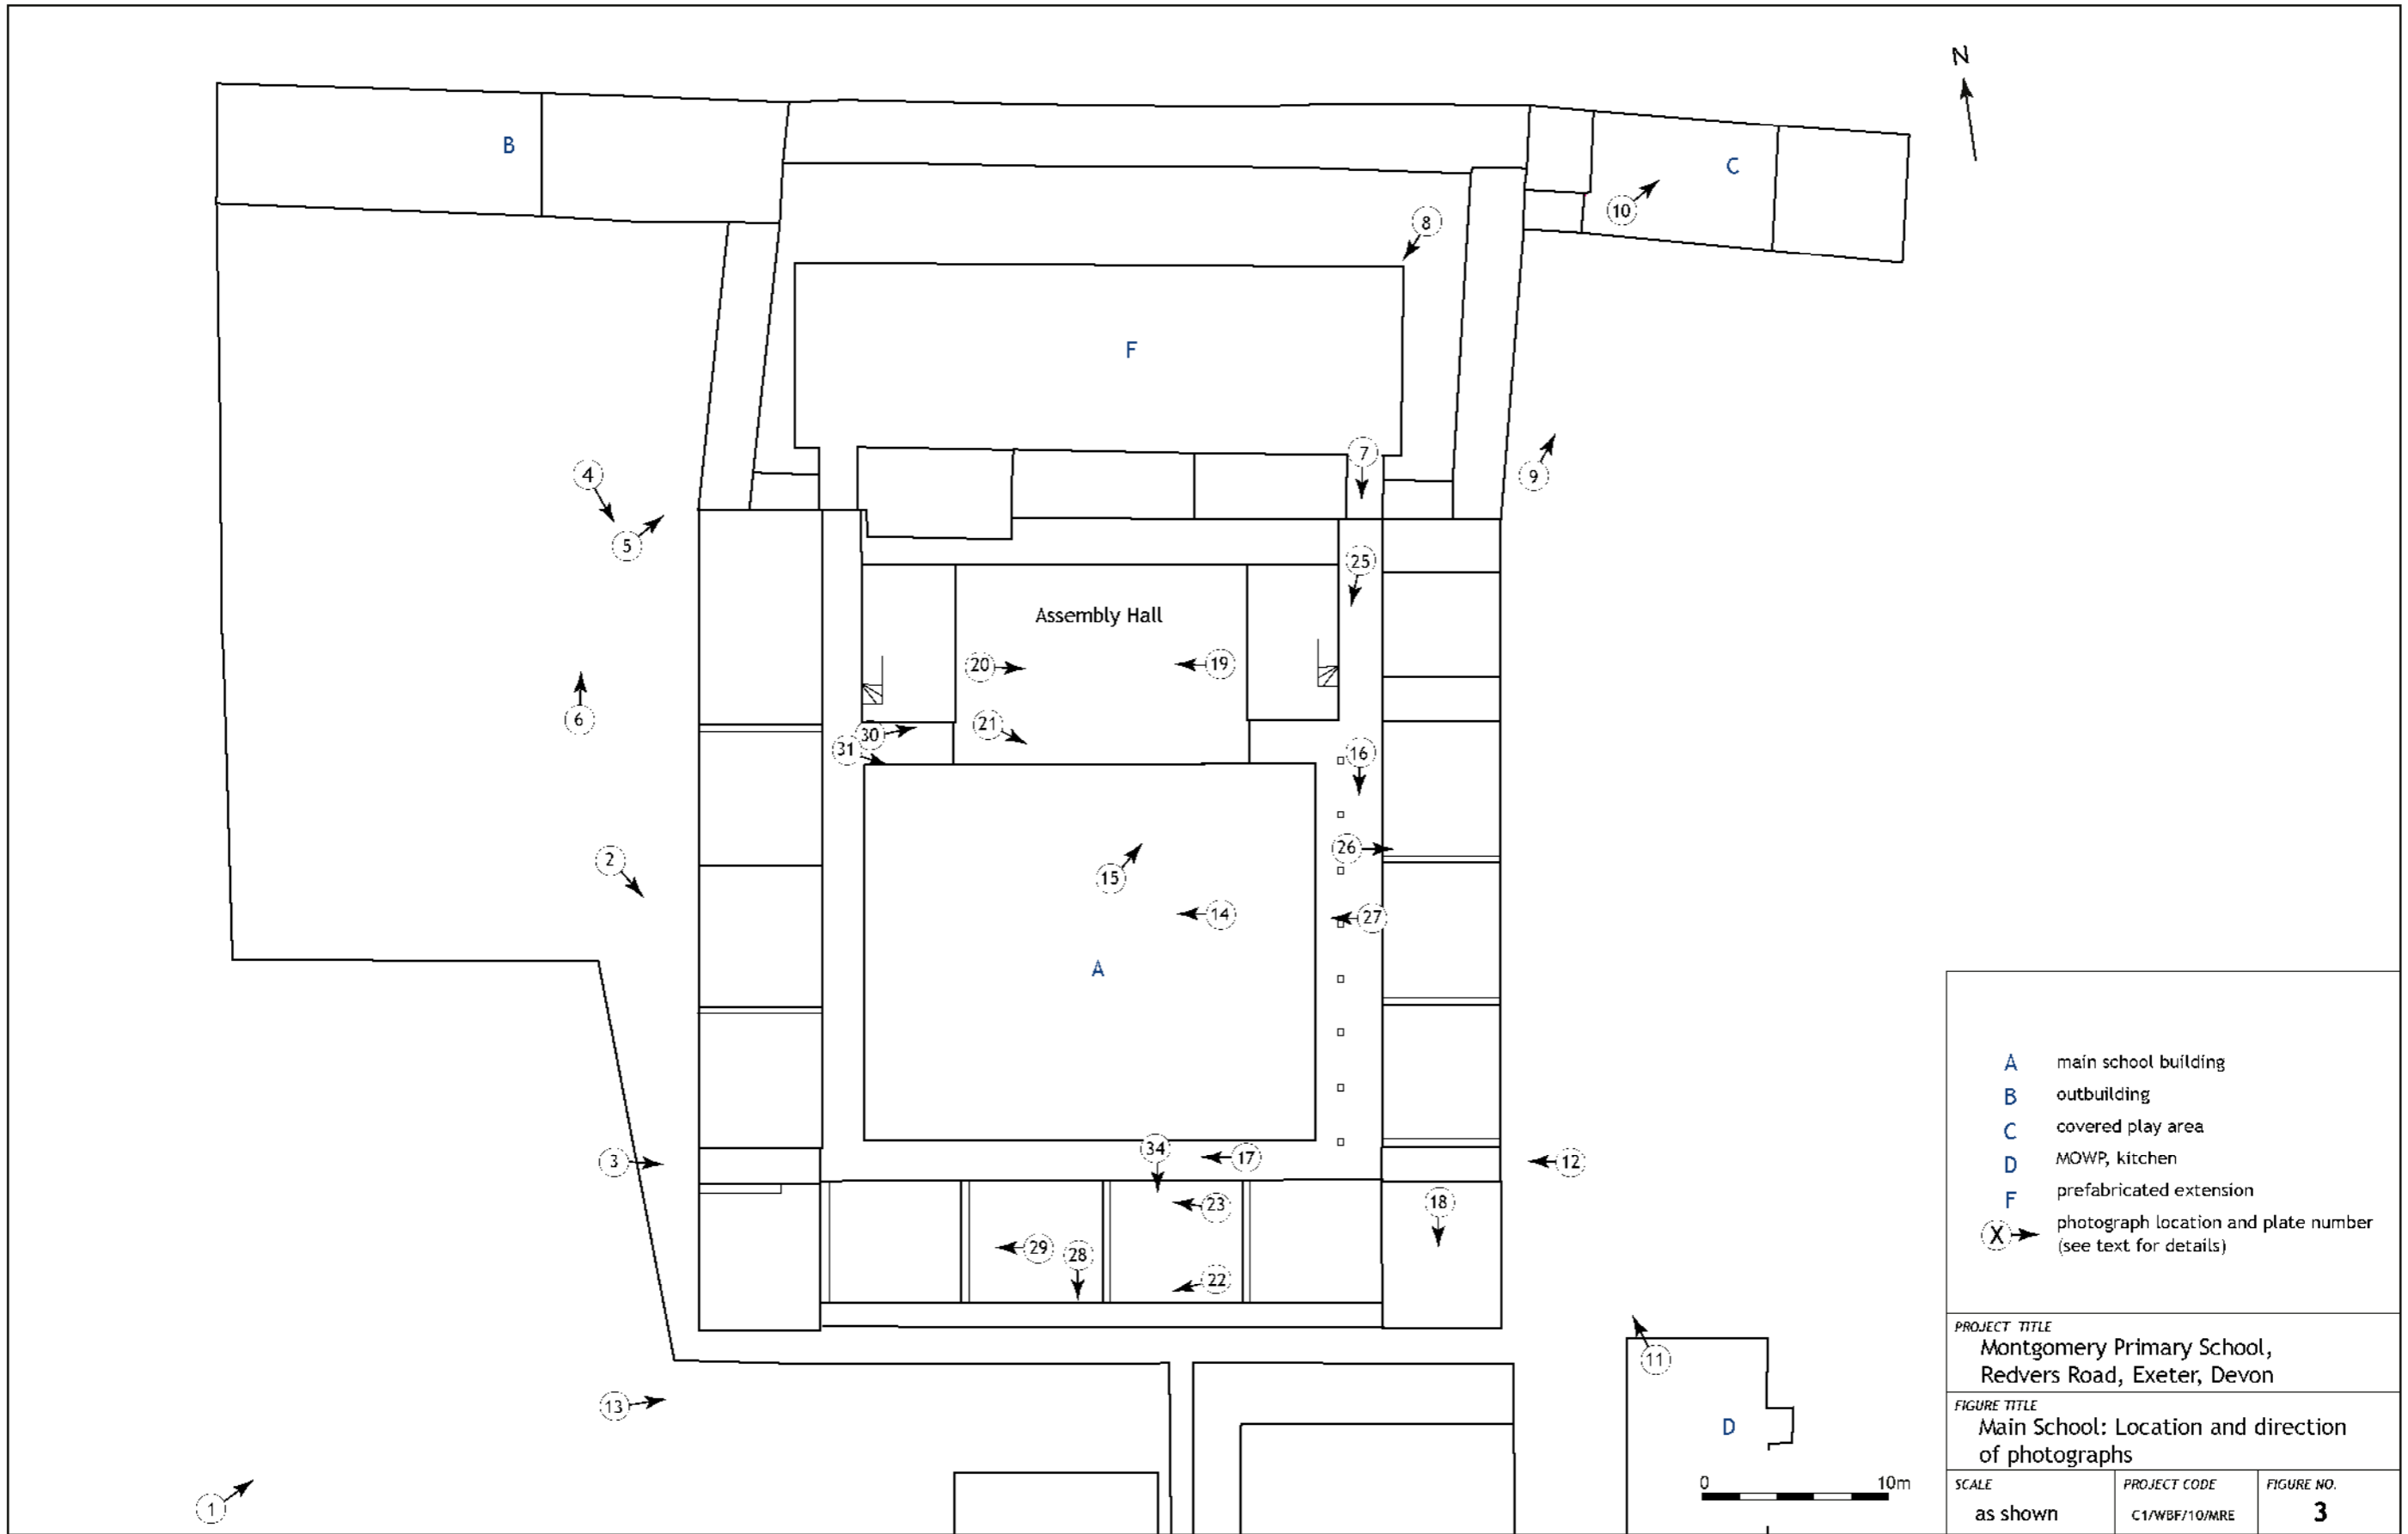 N
B
C
10
8
F
7
4
9
5
25
Assembly Hall
20
19
6
21
30
31
16
2
26
15
14
27
A
34
17
3
12
23
18
29
28
22
11
13
D
1
A main school building
B outbuilding
C covered play area
D MOWP, kitchen
F prefabricated extension
X photograph location and plate number
(see text for details)
PROJECT TITLE
Montgomery Primary School,
Redvers Road, Exeter, Devon
FIGURE TITLE
Main School: Location and direction
of photographs
0 10m
SCALE
as shown
PROJECT CODE
C1/WBF/10/MRE
FIGURE NO.
3